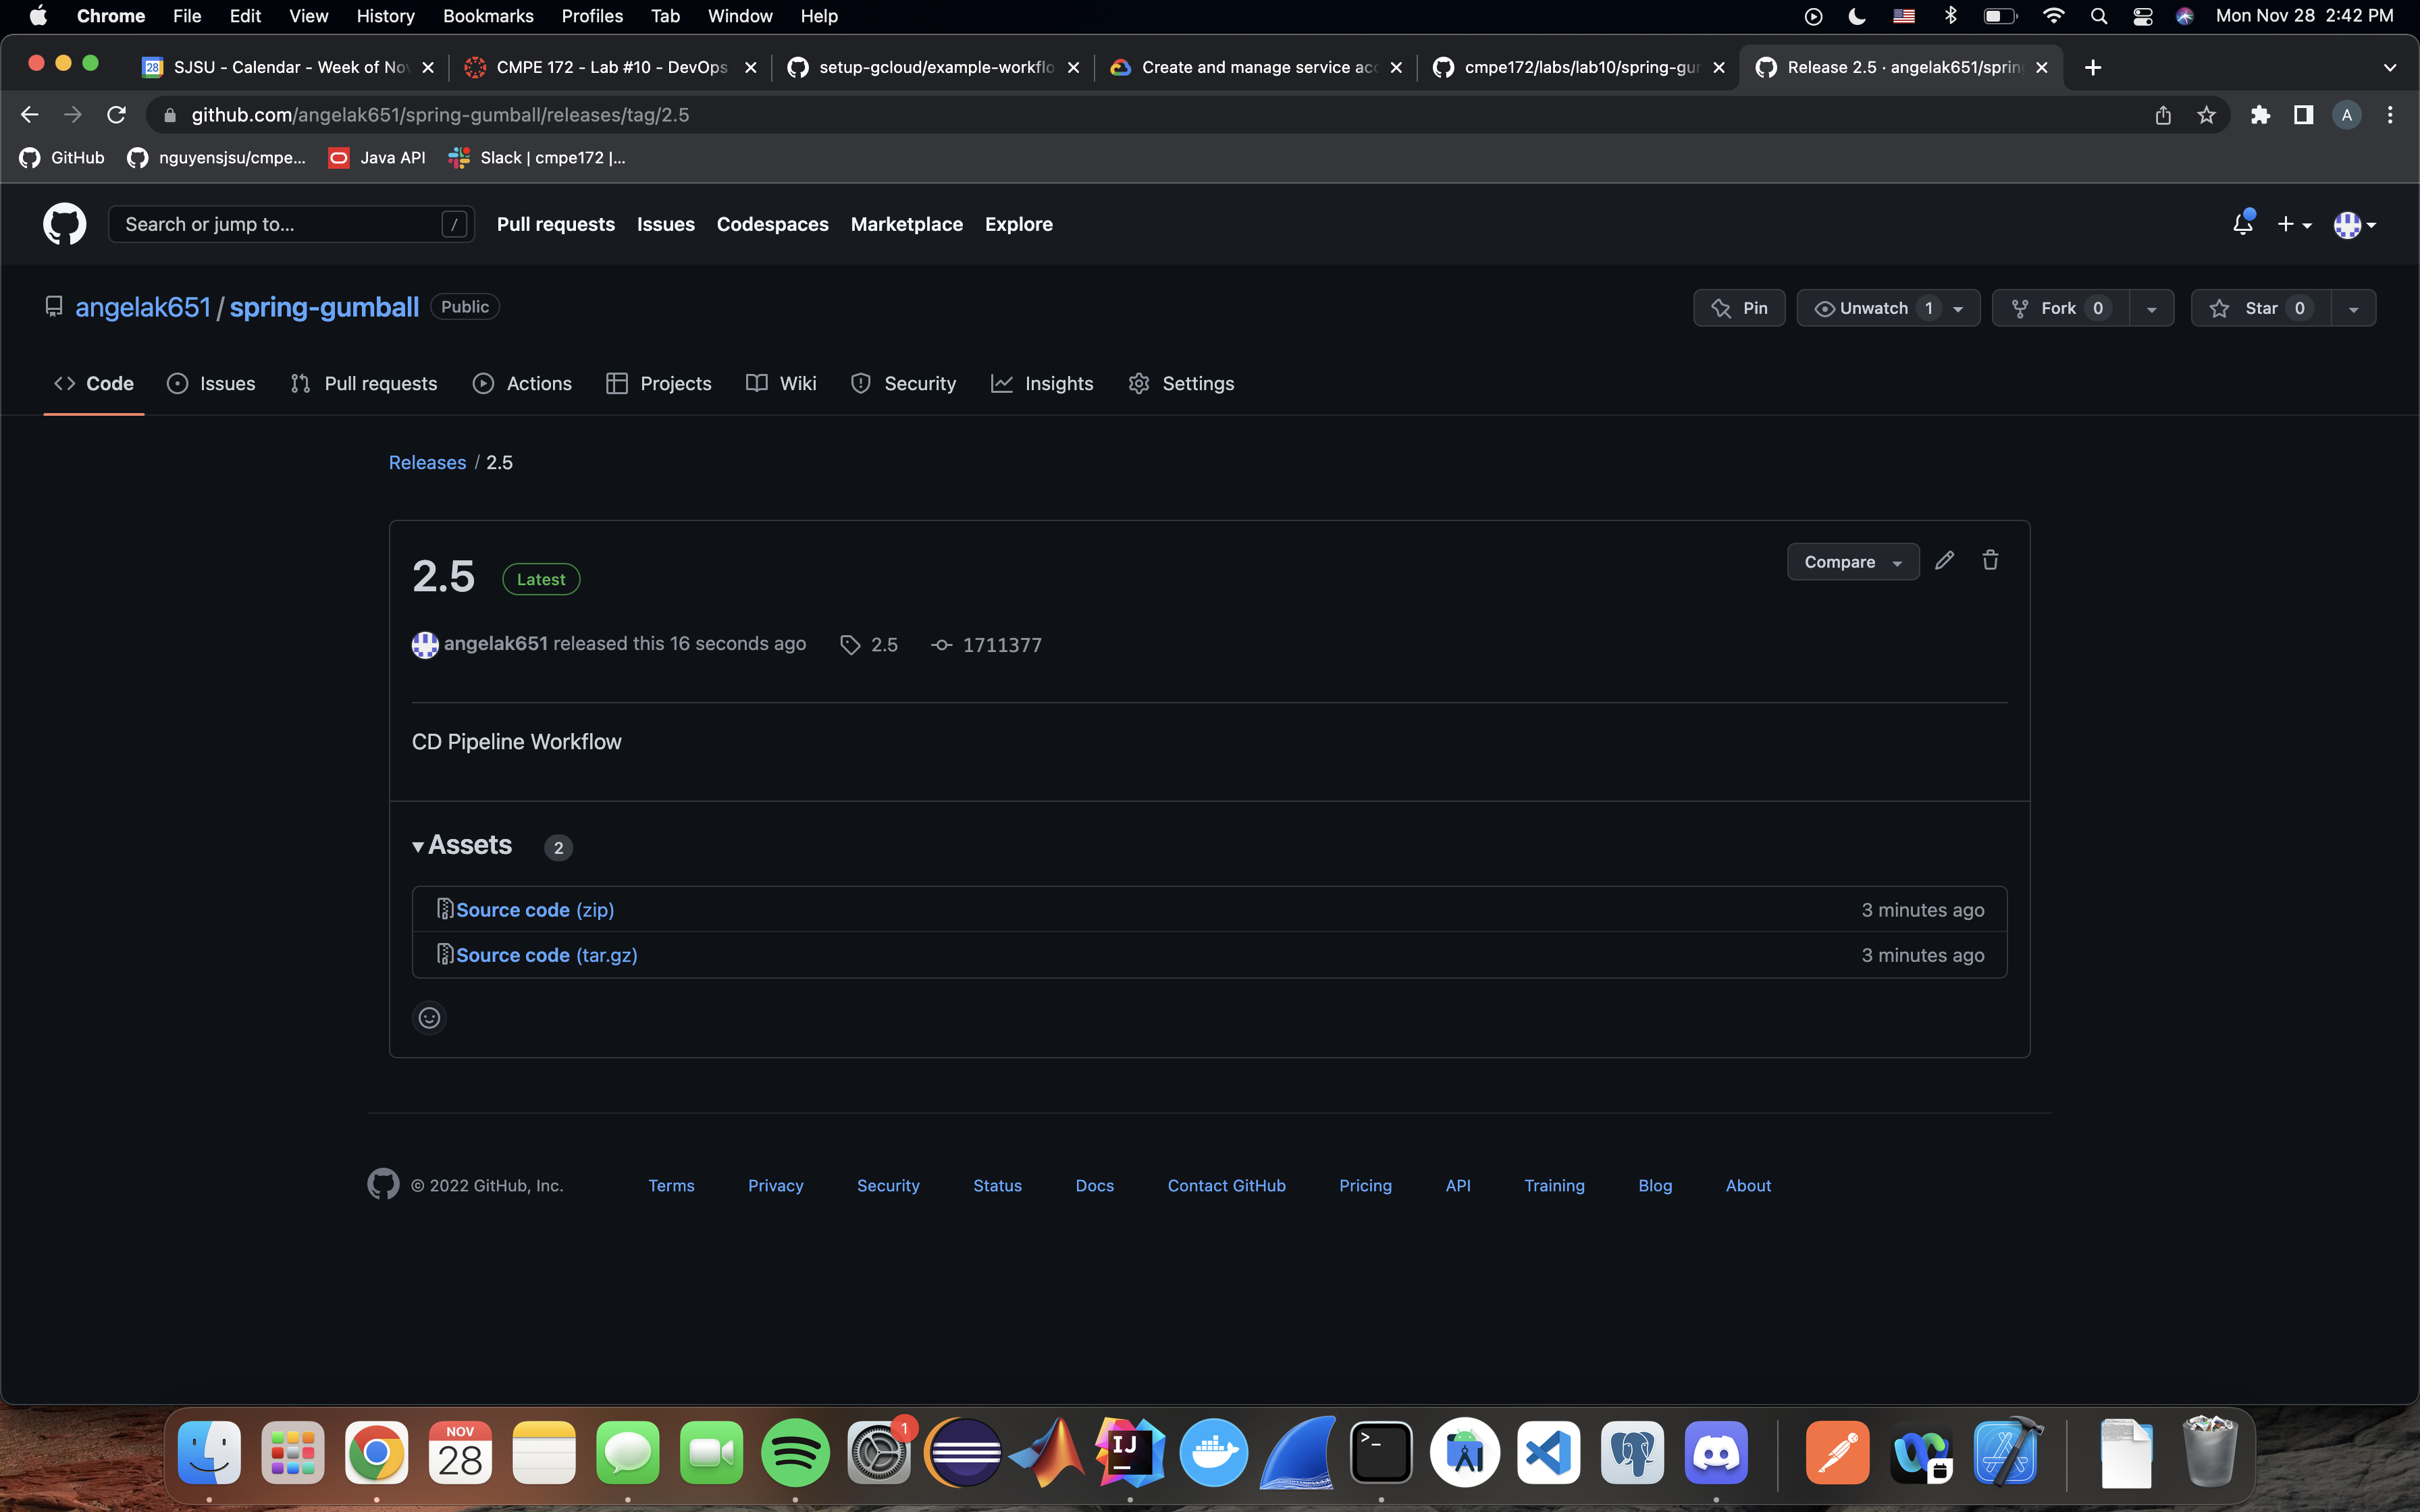 Chrome File Edit View History Bookmarks Profiles Tab Window Help Mon Nov 28 2:42 PM
28 SJSU - Calendar - Week of Nov CMPE 172 - Lab #10 - DevOps setup-gcloud/example-workflo Create and manage service acc cmpe172/labs/lab10/spring-gum Release 2.5 · angelak651/spring
github.com/angelak651/spring-gumball/releases/tag/2.5 A
GitHub nguyensjsu/cmpe... Java API Slack | cmpe172 |...
Search or jump to... / Pull requests Issues Codespaces Marketplace Explore
angelak651 / spring-gumball Public Pin Unwatch 1 Fork 0 Star 0
Code Issues Pull requests Actions Projects Wiki Security Insights Settings
Releases / 2.5
2.5 Latest Compare
angelak651 released this 16 seconds ago 2.5 1711377
CD Pipeline Workflow
Assets 2
Source code (zip) 3 minutes ago
Source code (tar.gz) 3 minutes ago
© 2022 GitHub, Inc. Terms Privacy Security Status Docs Contact GitHub Pricing API Training Blog About
NOV 1
28 IJ >_